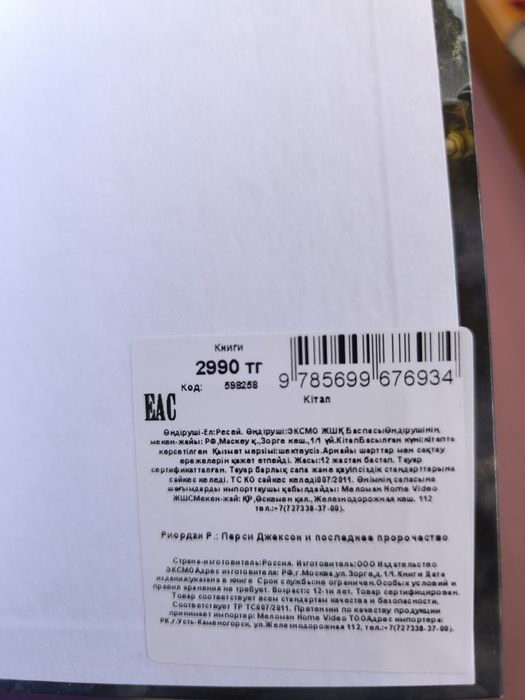 Книги
2990 тг
Код: 598258
9 785699 676934
Кітап
EAC
Өндіруші-Ел:Ресей. Өндіруші:ЭКСМО ЖШҚ БаспасыӨндірушінің
мекен-жайы: РФ,Мәскеу қ.,Зорге көш.,1/1 үй.КітапБасылған күні:кітапта
көрсетілген Қызмет мерзімі:шектеусіз.Арнайы шарттар мен сақтау
ережелерін қажет етпейді. Жасы:12 жастан бастап. Тауар
сертификатталған. Тауар барлық сапа және қауіпсіздік стандарттарына
сәйкес келеді. ТС КО сәйкес келеді007/2011. Өнімнің сапасына
шағымдарды импорттаушы қабылдайды: Меломан Home Video
ЖШСМекен-жай: ҚР,Өскемен қал.,Железнодорожная көш. 112
тел.:+7(727338-37-00).
Риордан Р.: Перси Джексон и последнее пророчество
Страна-изготовитель:Россия. Изготовитель:ООО Издательство
ЭКСМОАдрес изготовителя: РФ,г.Москва,ул.Зорге,д.1/1.Книги Дата
издания:указана в книге Срок службы:не ограничен.Особых условий и
правил хранения не требует. Возраст:с 12-ти лет. Товар сертифицирован.
Товар соответствует всем стандартам качества и безопасности.
Соответствует ТР ТС007/2011. Претензии по качеству продукции
принимает импортер: Меломан Home Video ТООАдрес импортера:
РК,г.Усть-Каменогорск, ул.Железнодорожная 112, тел.:+7(727338-37-00).